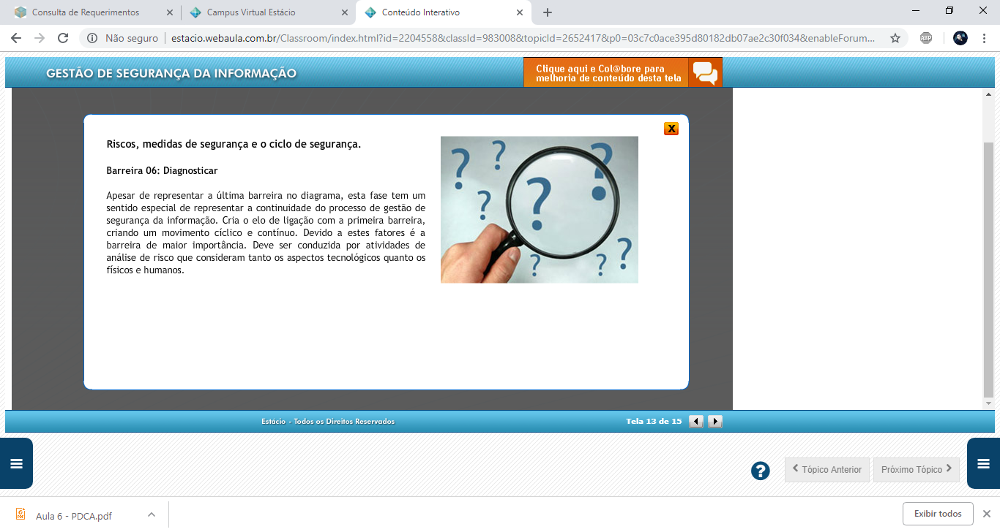 Consulta de Requerimentos
Campus Virtual Estácio
Conteúdo Interativo
Não seguro
estacio.webaula.com.br/Classroom/index.html?id=2204558&classId=983008&topicId=2652417&p0=03c7c0ace395d80182db07ae2c30f034&enableForum...
ABP
GESTÃO DE SEGURANÇA DA INFORMAÇÃO
Clique aqui e Col@bore para
melhoria de conteúdo desta tela
X
Riscos, medidas de segurança e o ciclo de segurança.
Barreira 06: Diagnosticar
Apesar de representar a última barreira no diagrama, esta fase tem um
sentido especial de representar a continuidade do processo de gestão de
segurança da informação. Cria o elo de ligação com a primeira barreira,
criando um movimento cíclico e contínuo. Devido a estes fatores é a
barreira de maior importância. Deve ser conduzida por atividades de
análise de risco que consideram tanto os aspectos tecnológicos quanto os
físicos e humanos.
? ? ? ? ? ? ? ?
Estácio - Todos os Direitos Reservados
Tela 13 de 15
?
Tópico Anterior
Próximo Tópico
Aula 6 - PDCA.pdf
Exibir todos